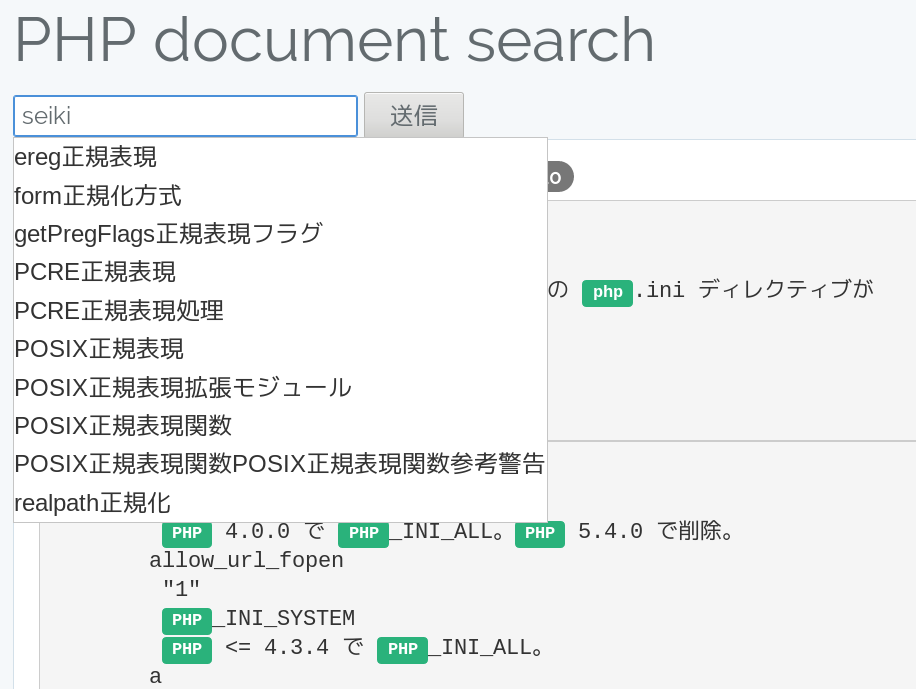 PHP document search
seiki
送信
ereg正規表現
form正規化方式
getPregFlags正規表現フラグ
PCRE正規表現
PCRE正規表現処理
POSIX正規表現
POSIX正規表現拡張モジュール
POSIX正規表現関数
POSIX正規表現関数POSIX正規表現関数参考警告
realpath正規化
o
の php.ini ディレクティブが
PHP 4.0.0 で PHP_INI_ALL。PHP 5.4.0 で削除。
allow_url_fopen
"1"
PHP_INI_SYSTEM
PHP <= 4.3.4 で PHP_INI_ALL。
a